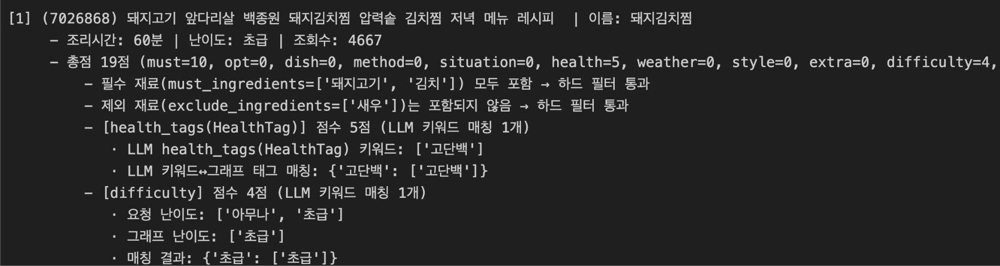 [1] (7026868) 돼지고기 앞다리살 백종원 돼지김치찜 압력솥 김치찜 저녁 메뉴 레시피  | 이름: 돼지김치찜
– 조리시간: 60분 | 난이도: 초급 | 조회수: 4667
– 총점 19점 (must=10, opt=0, dish=0, method=0, situation=0, health=5, weather=0, style=0, extra=0, difficulty=4,
– 필수 재료(must_ingredients=['돼지고기', '김치']) 모두 포함 → 하드 필터 통과
– 제외 재료(exclude_ingredients=['새우'])는 포함되지 않음 → 하드 필터 통과
– [health_tags(HealthTag)] 점수 5점 (LLM 키워드 매칭 1개)
· LLM health_tags(HealthTag) 키워드: ['고단백']
· LLM 키워드↔그래프 태그 매칭: {'고단백': ['고단백']}
– [difficulty] 점수 4점 (LLM 키워드 매칭 1개)
· 요청 난이도: ['아무나', '초급']
· 그래프 난이도: ['초급']
· 매칭 결과: {'초급': ['초급']}